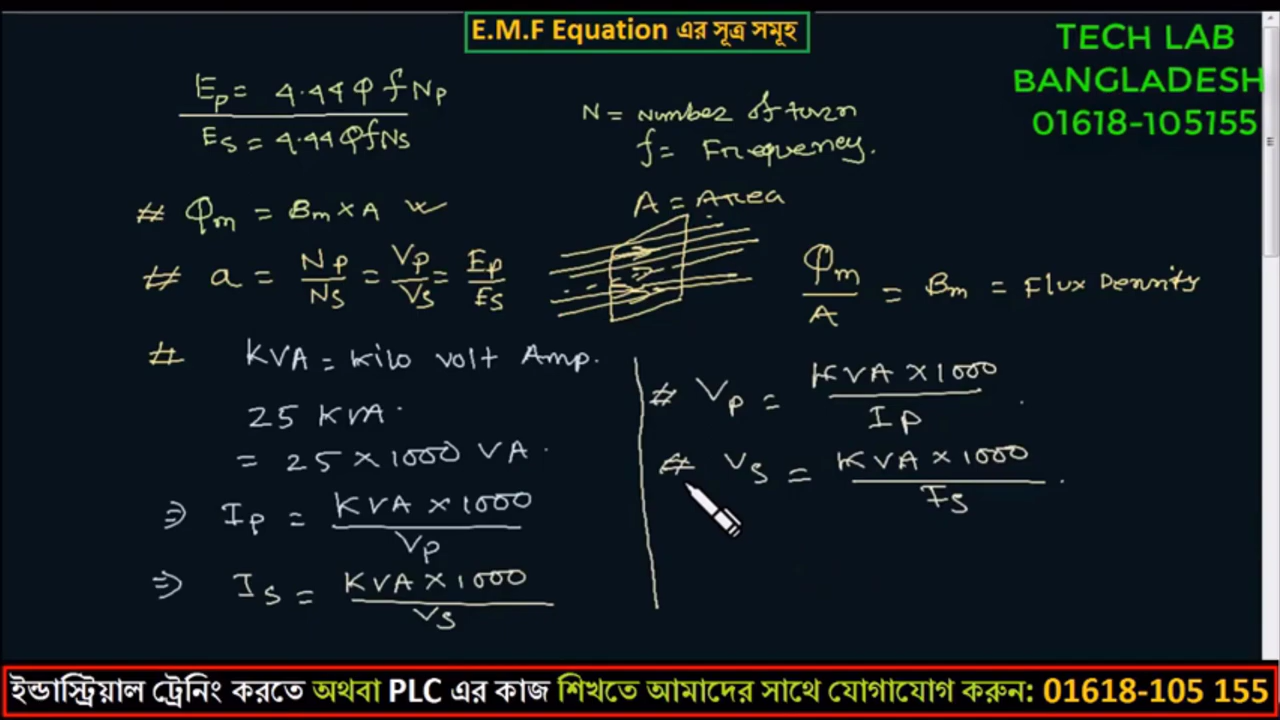 E.M.F Equation এর সূত্র সমূহ
TECH LAB
BANGLADESH
01618-105155
Ep = 4.44 φ f Np
Es = 4.44 φ f Ns
N = Number of turn
f = Frequency.
A = Area
# φm = Bm × A
# a = Np/Ns = Vp/Vs = Ep/Es
φm/A = Bm = Flux Density
# KVA = Kilo volt Amp.
25 KVA.
= 25 × 1000 VA.
⇒ Ip = KVA × 1000 / Vp
⇒ Is = KVA × 1000 / Vs
# Vp = KVA × 1000 / Ip
# Vs = KVA × 1000 / Is
ইন্ডাস্ট্রিয়াল ট্রেনিং করতে অথবা PLC এর কাজ শিখতে আমাদের সাথে যোগাযোগ করুন: 01618-105 155